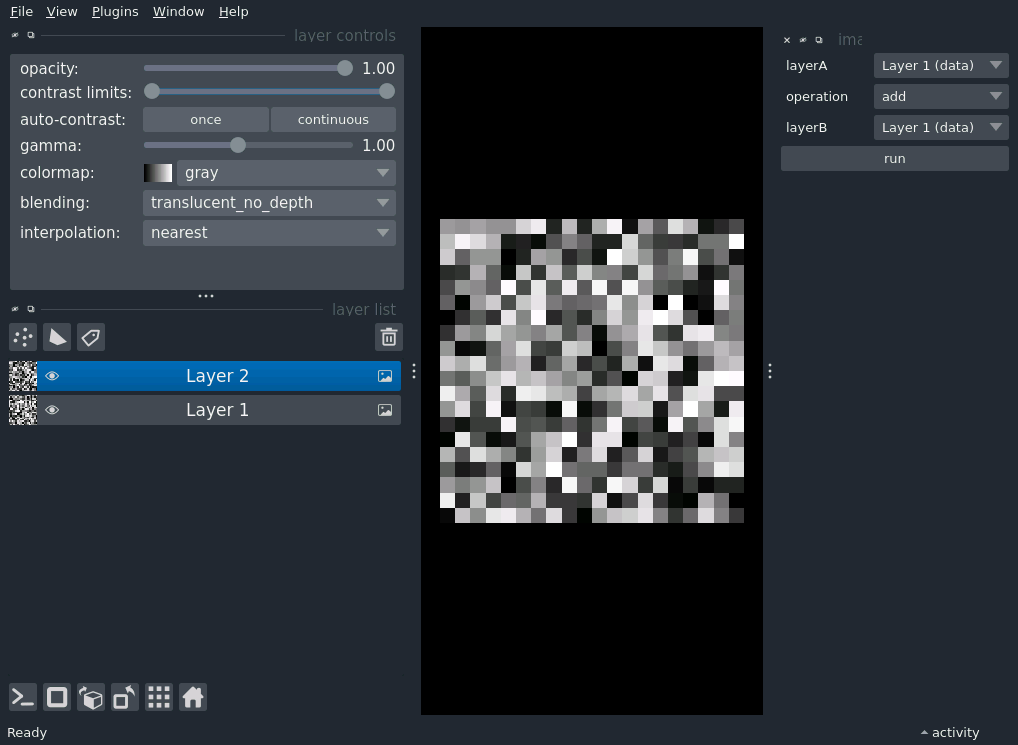 File View Plugins Window Help
layer controls
opacity: 1.00
contrast limits:
auto-contrast: once continuous
gamma: 1.00
colormap: gray
blending: translucent_no_depth
interpolation: nearest
layer list
Layer 2
Layer 1
layerA Layer 1 (data)
operation add
layerB Layer 1 (data)
run
Ready
activity